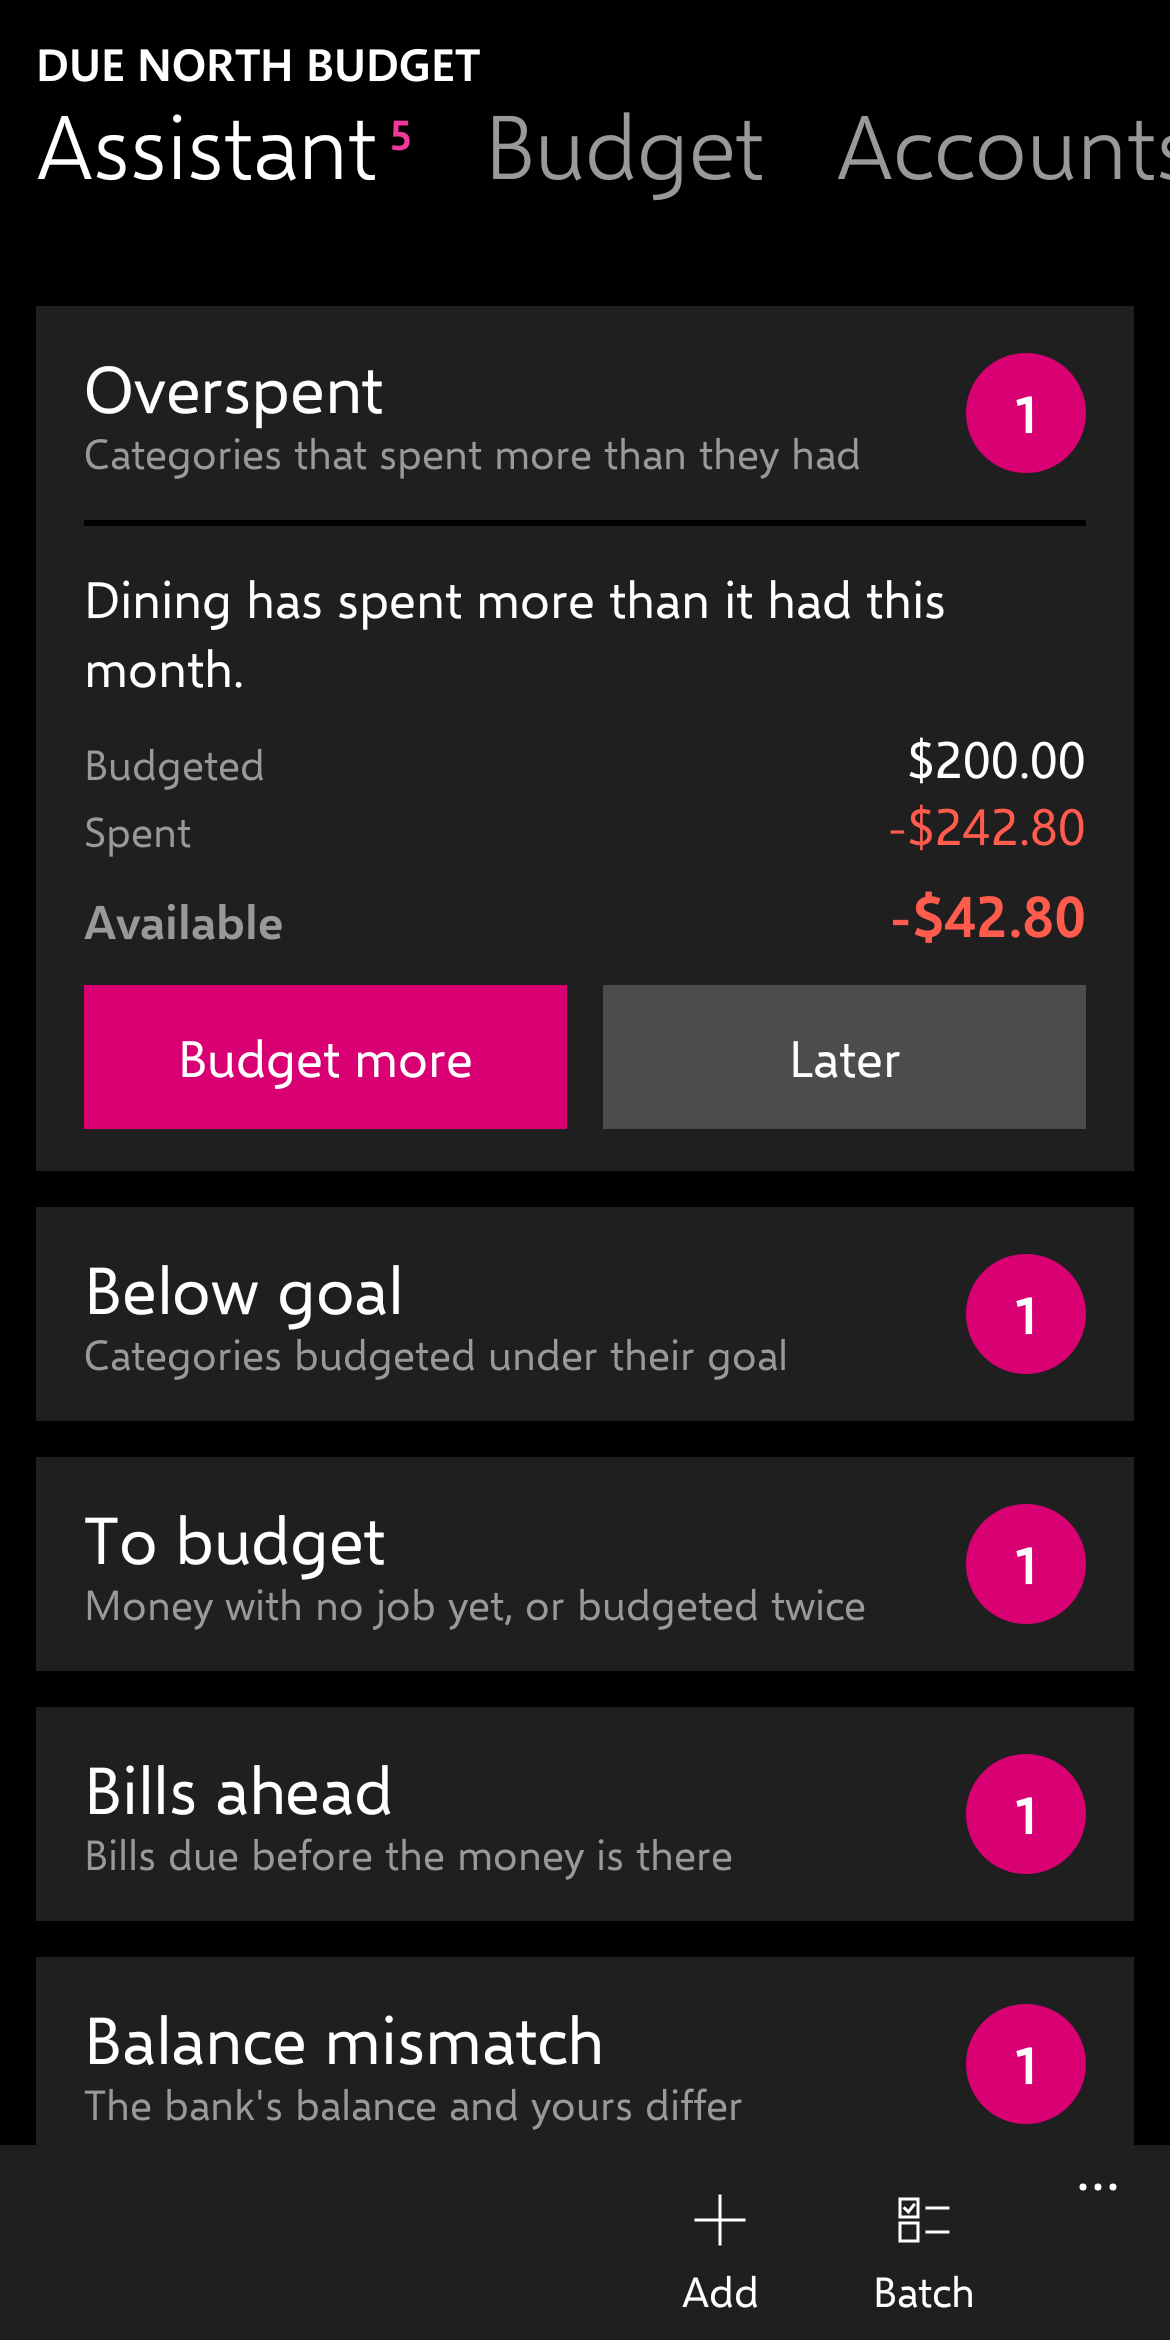 DUE NORTH BUDGET
Assistant 5 Budget Accounts
Overspent
Categories that spent more than they had
1
Dining has spent more than it had this
month.
Budgeted $200.00
Spent -$242.80
Available -$42.80
Budget more Later
Below goal
Categories budgeted under their goal
1
To budget
Money with no job yet, or budgeted twice
1
Bills ahead
Bills due before the money is there
1
Balance mismatch
The bank's balance and yours differ
1
Add Batch